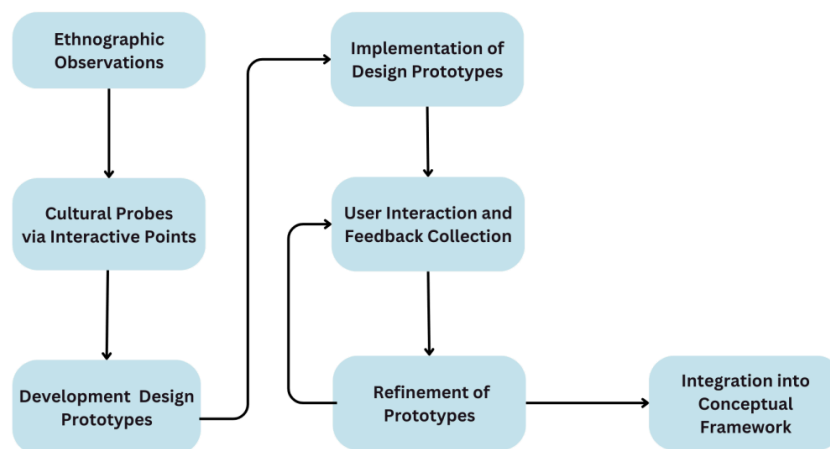 Ethnographic
Observations
Cultural Probes
via Interactive Points
Development Design
Prototypes
Implementation of
Design Prototypes
User Interaction and
Feedback Collection
Refinement of
Prototypes
Integration into
Conceptual
Framework